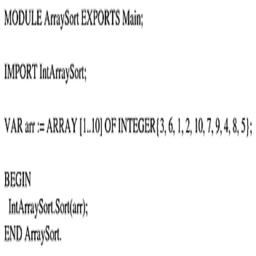 MODULE ArraySort EXPORTS Main;
IMPORT IntArraySort;
VAR arr := ARRAY [1..10] OF INTEGER{3, 6, 1, 2, 10, 7, 9, 4, 8, 5};
BEGIN
IntArraySort.Sort(arr);
END ArraySort.